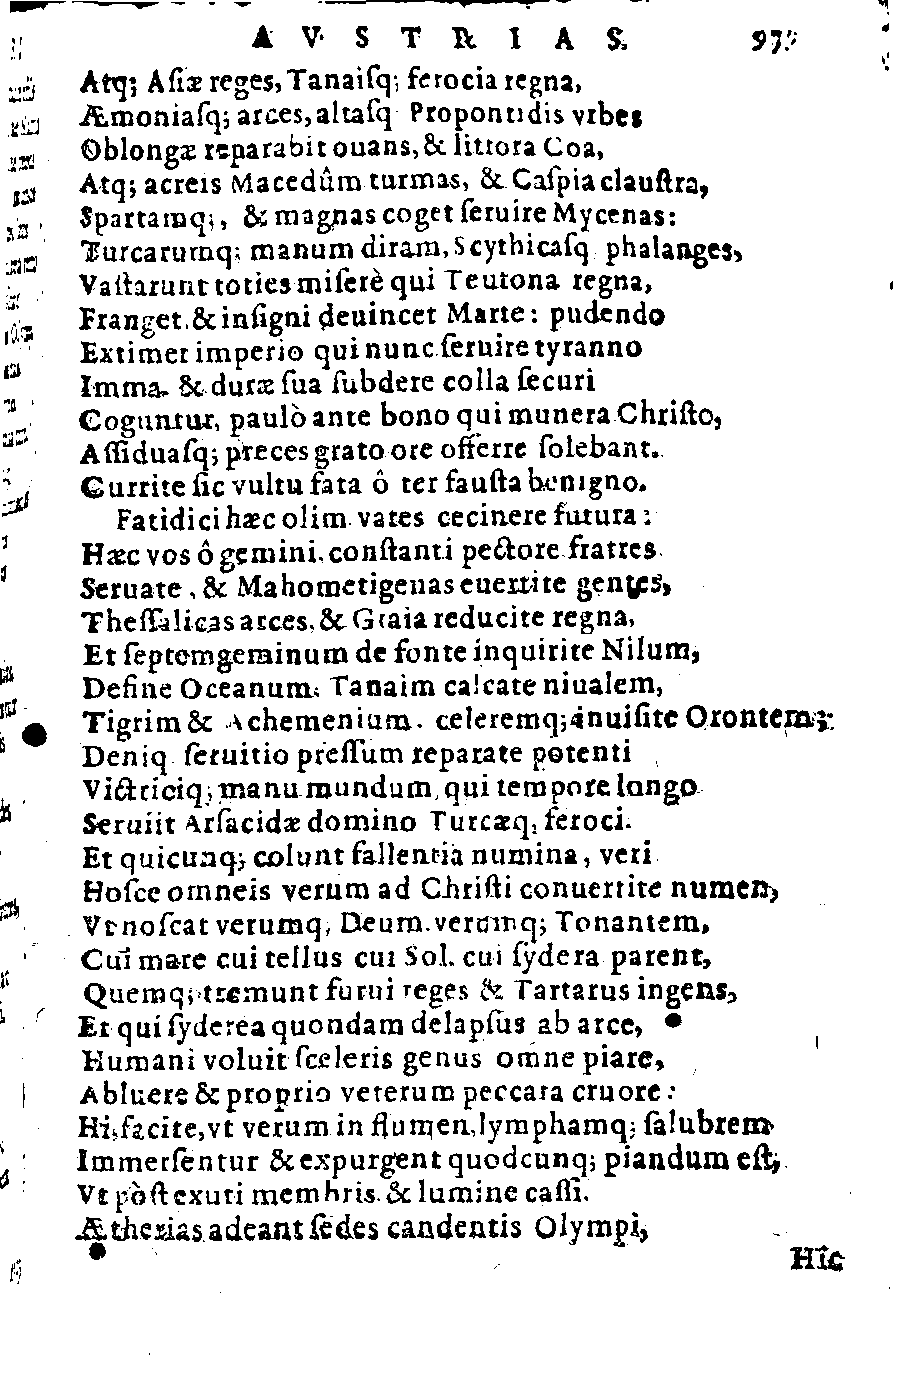 AVSTRIAS. 97
Atq; Aſiæ reges, Tanaiſq; ferocia regna,
Æmoniaſq; arces, altaſq Propontidis vrbes
Oblongæ reparabit ouans, & littora Coa,
Atq; acreis Macedûm turmas, & Caſpia clauſtra,
Spartamq;, & magnas coget ſeruire Mycenas:
Turcarumq; manum diram, Scythicaſq phalanges,
Vaſtarunt toties miſerè qui Teutona regna,
Franget. & inſigni deuincet Marte: pudendo
Extimet imperio qui nunc ſeruire tyranno
Imma. & duræ ſua ſubdere colla ſecuri
Coguntur, paulò ante bono qui munera Chriſto,
Aſſiduaſq; preces grato ore offerre ſolebant.
Currite ſic vultu fata ô ter fauſta benigno.
Fatidici hæc olim vates cecinere futura:
Hæc vos ô gemini, conſtanti pectore fratres
Seruate, & Mahometigenas euertite gentes,
Theſſalicas arces, & Graia reducite regna,
Et ſeptemgeminum de fonte inquirite Nilum,
Define Oceanum: Tanaim calcate niualem,
Tigrim & Achemenium. celeremq; inuiſite Orontem;
Deniq ſeruitio preſſum reparate potenti
Victriciq; manu mundum, qui tempore longo
Seruiit Arſacidæ domino Turcæq; feroci.
Et quicunq; colunt fallentia numina, veri
Hoſce omneis verum ad Chriſti conuertite numen,
Vt noſcat verumq; Deum. verumq; Tonantem,
Cui mare cui tellus cui Sol. cui ſydera parent,
Quemq; tremunt furui reges & Tartarus ingens,
Et qui ſyderea quondam delapſus ab arce,
Humani voluit ſceleris genus omne piare,
Abluere & proprio veterum peccata cruore:
Hi, facite, vt verum in flumen, lymphamq; ſalubrem
Immerſentur & expurgent quodcunq; piandum eſt,
Vt pòſt exuti membris. & lumine caſſi.
Ætherias adeant ſedes candentis Olympi,
Hîc